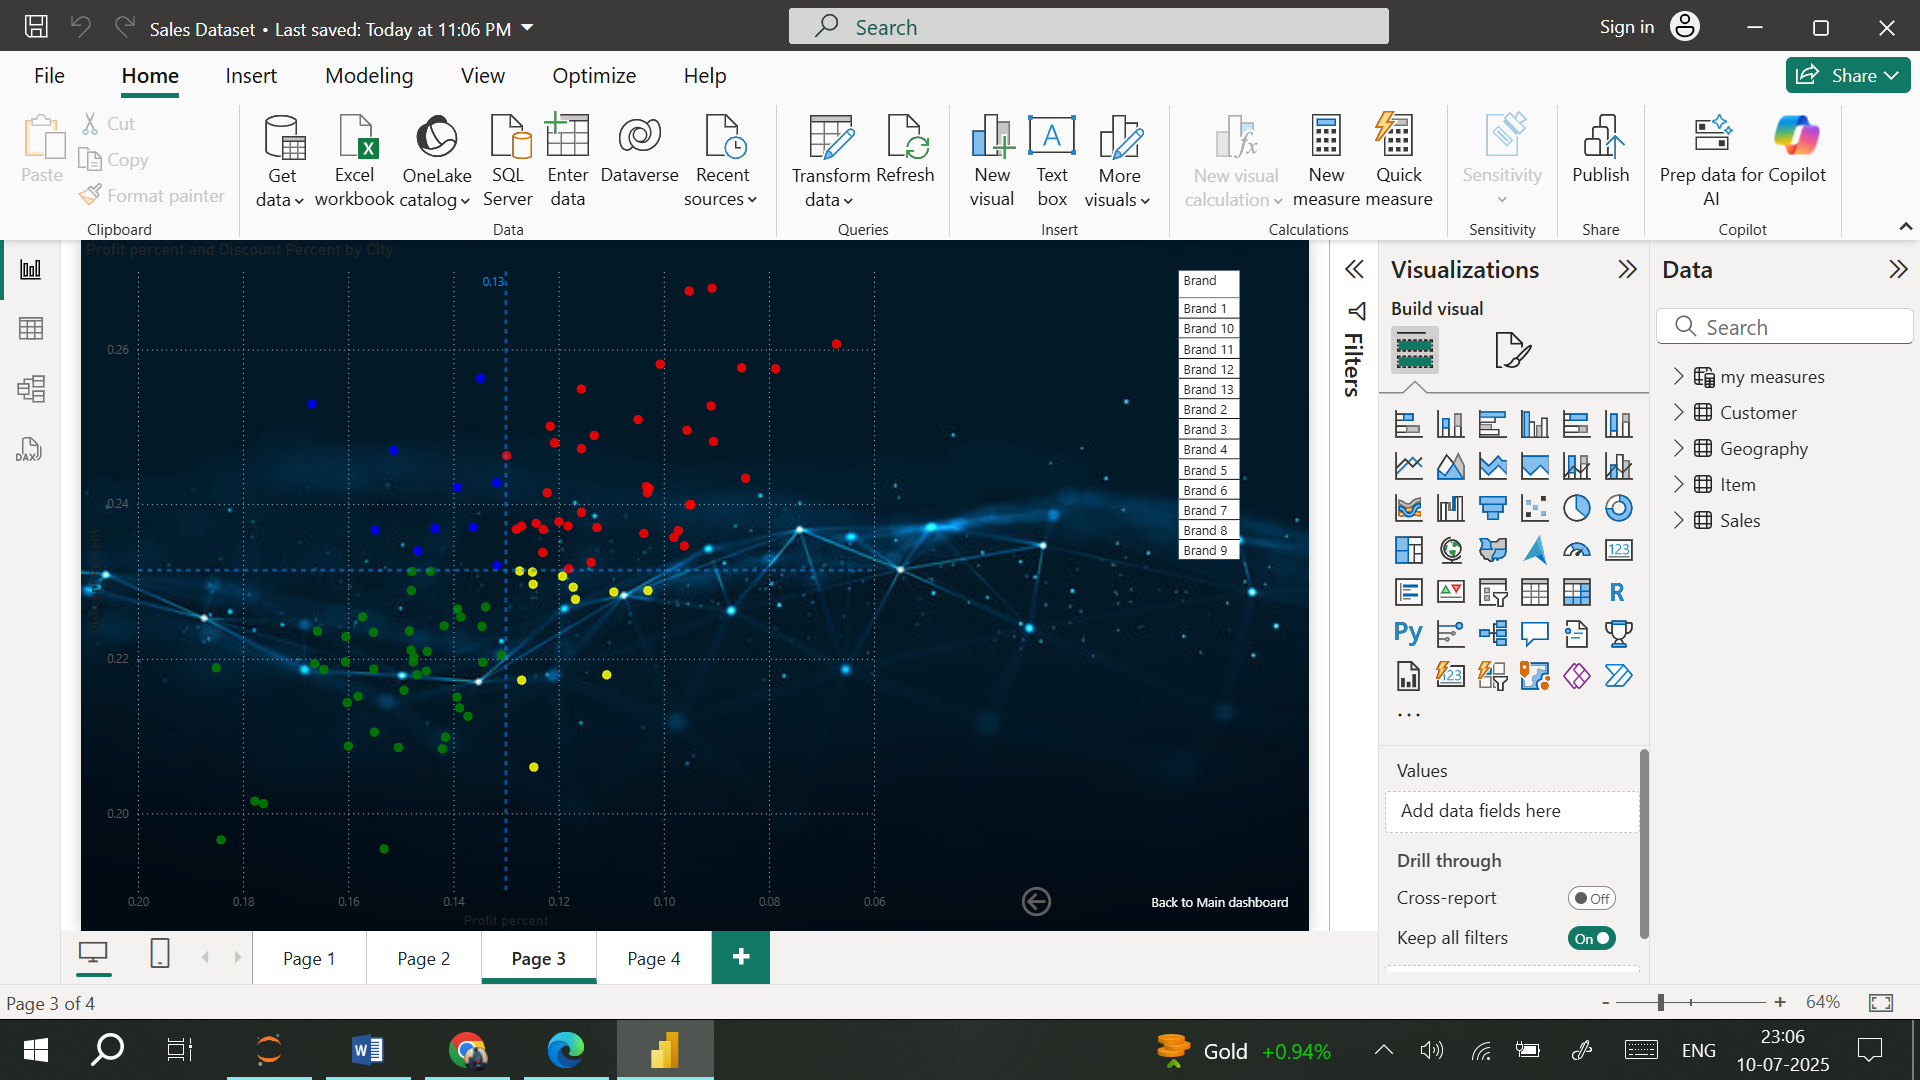 Sales Dataset • Last saved: Today at 11:06 PM
Search
Sign in
File
Home
Insert
Modeling
View
Optimize
Help
Share
Paste
Cut
Copy
Format painter
Clipboard
Get
data
Excel
workbook
OneLake
catalog
SQL
Server
Enter
data
Dataverse
Recent
sources
Data
Transform
data
Refresh
Queries
New
visual
Text
box
More
visuals
Insert
New visual
calculation
New
measure
Quick
measure
Calculations
Sensitivity
Sensitivity
Publish
Share
Prep data for
AI
Copilot
Copilot
Profit percent and Discount Percent by City
0.13
0.26
0.24
0.22
0.20
Discount Percent
0.20
0.18
0.16
0.14
0.12
0.10
0.08
0.06
Profit percent
Brand
Brand 1
Brand 10
Brand 11
Brand 12
Brand 13
Brand 2
Brand 3
Brand 4
Brand 5
Brand 6
Brand 7
Brand 8
Brand 9
Back to Main dashboard
Filters
Visualizations
Build visual
123
R
Py
123
Values
Add data fields here
Drill through
Cross-report
Off
Keep all filters
On
Data
Search
my measures
Customer
Geography
Item
Sales
DAX
Page 1
Page 2
Page 3
Page 4
Page 3 of 4
- + 64%
Gold +0.94%
ENG
23:06
10-07-2025